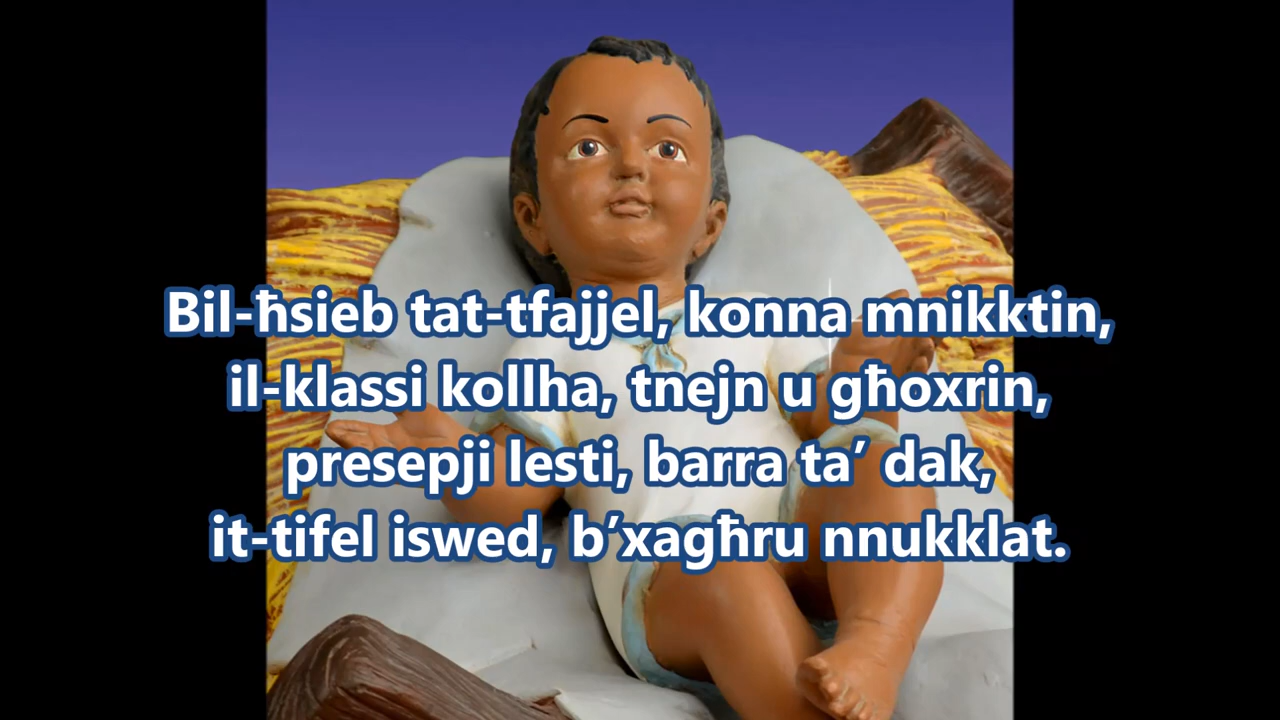 Bil-ħsieb tat-tfajjel, konna mnikktin,
il-klassi kollha, tnejn u għoxrin,
presepji lesti, barra ta’ dak,
it-tifel iswed, b’xagħru nnukklat.